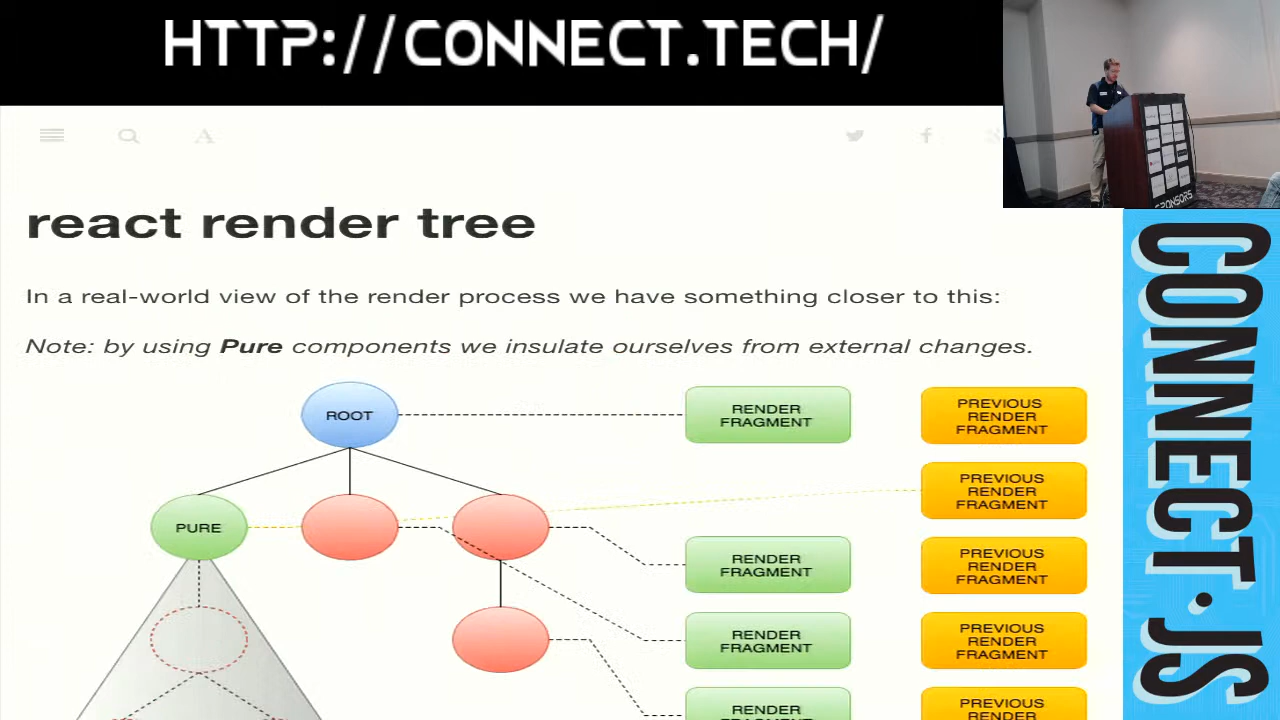 HTTP://CONNECT.TECH/
A
react render tree
In a real-world view of the render process we have something closer to this:
Note: by using Pure components we insulate ourselves from external changes.
ROOT
RENDER
FRAGMENT
PREVIOUS
RENDER
FRAGMENT
PREVIOUS
RENDER
FRAGMENT
PURE
RENDER
FRAGMENT
PREVIOUS
RENDER
FRAGMENT
RENDER
FRAGMENT
PREVIOUS
RENDER
FRAGMENT
RENDER
FRAGMENT
PREVIOUS
RENDER
SPONSORS
CONNECT.JS